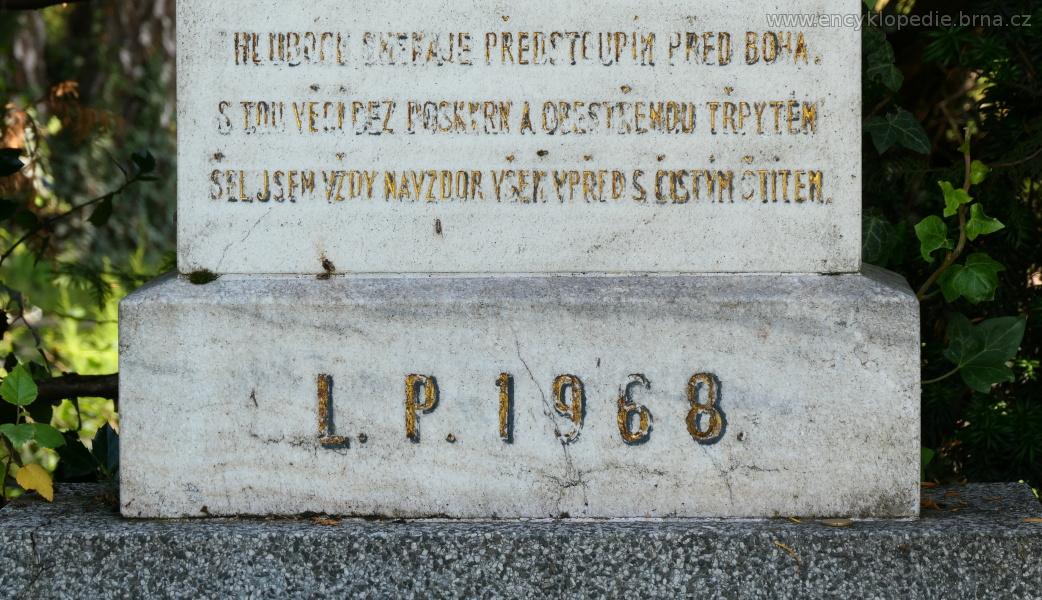 www.encyklopedie.brna.cz
HLUBOCE SMEKAJE PŘEDSTOUPÍM PŘED BOHA.
S TOU VĚCÍ BEZ POSKVRN A OBESTŘENOU TŘPYTEM
ŠEL JSEM VŽDY NAVZDOR VŠEM VPŘED S ČISTÝM ŠTÍTEM.
L. P. 1968.